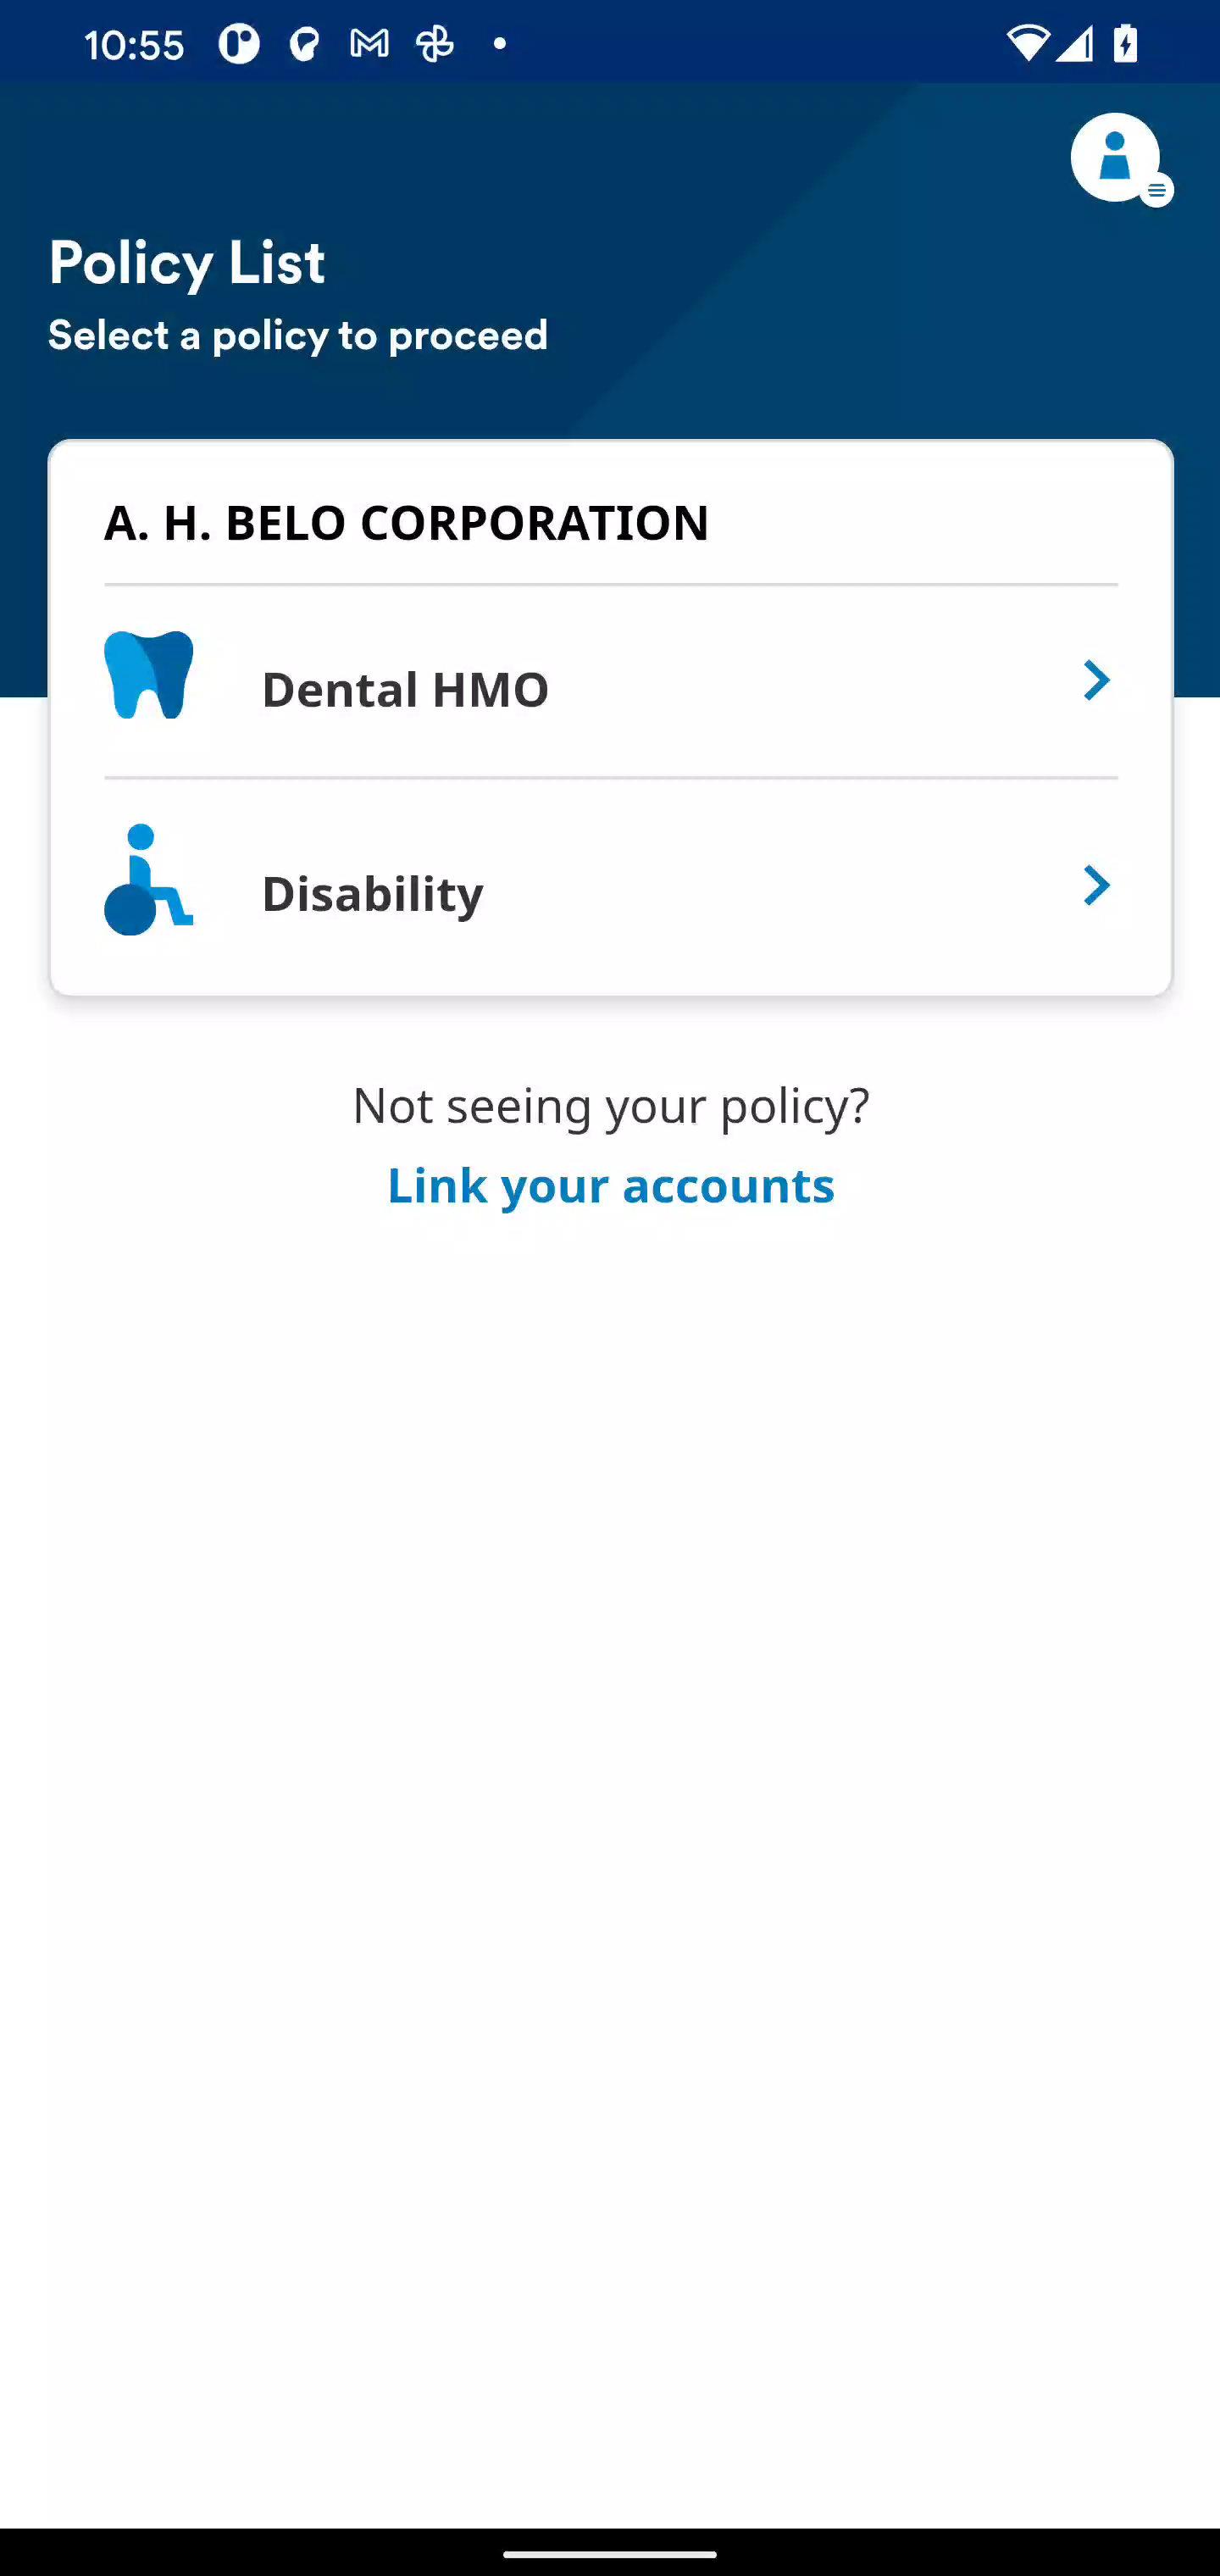 10:55
Policy List
Select a policy to proceed
A. H. BELO CORPORATION
Dental HMO
Disability
Not seeing your policy?
Link your accounts